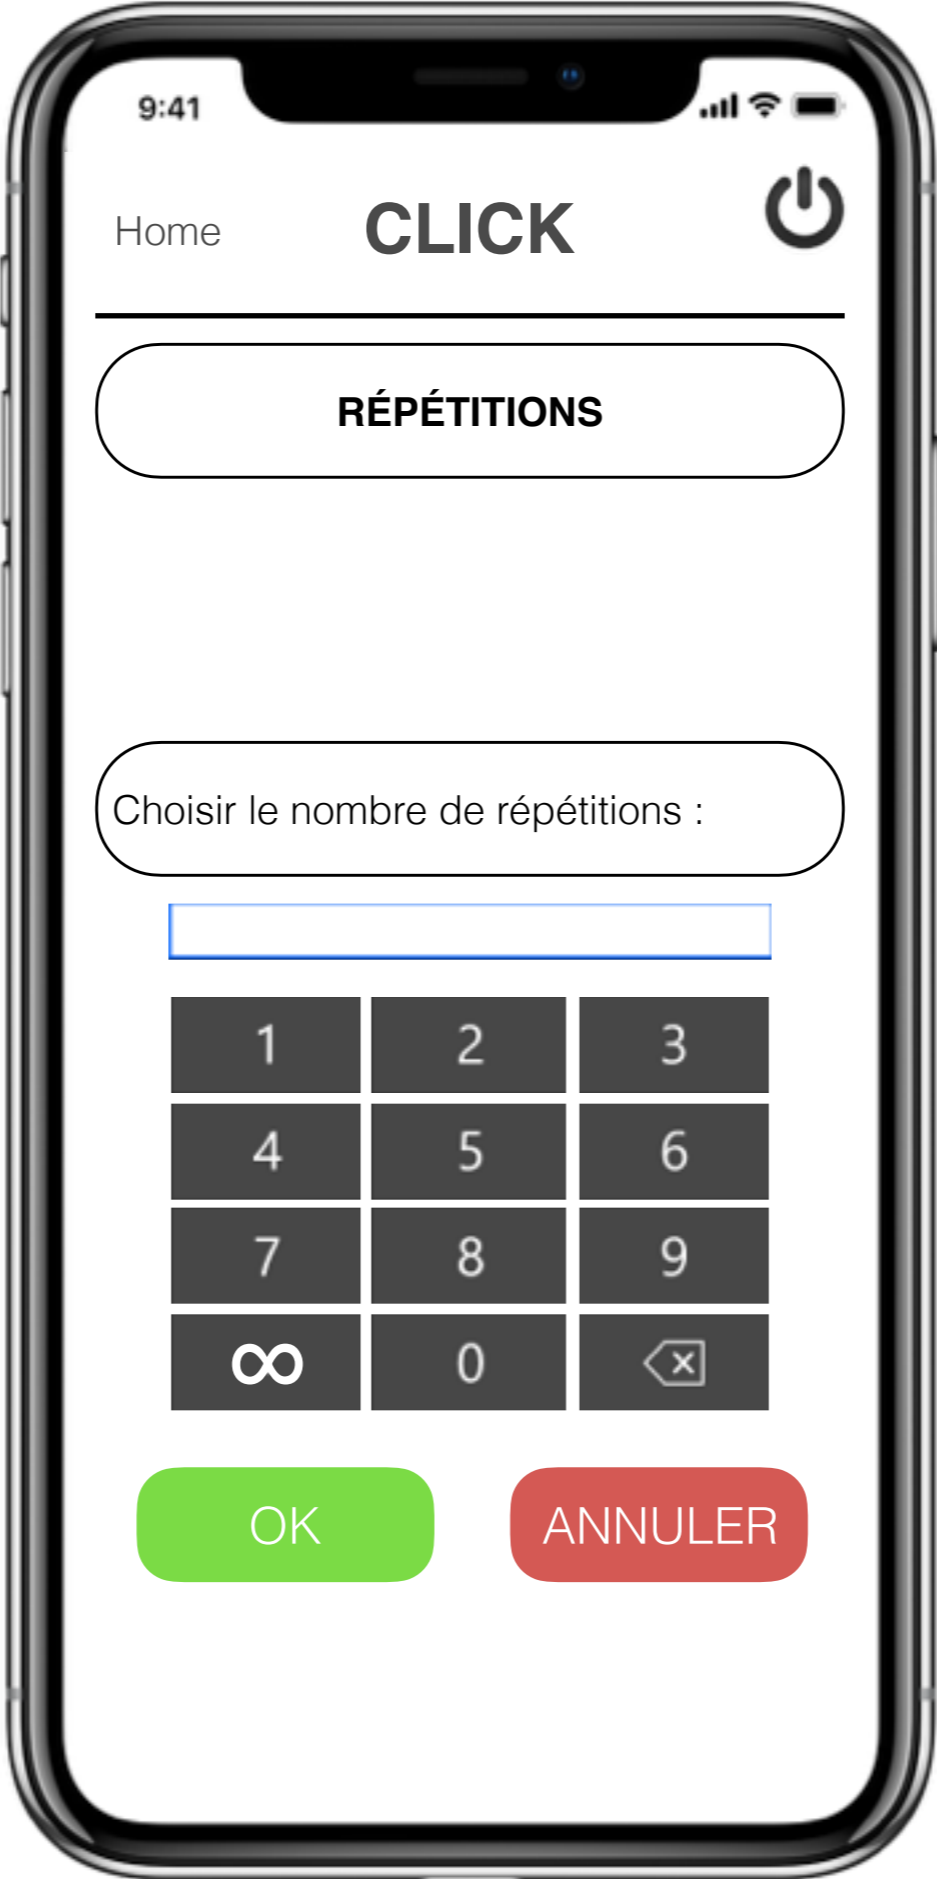 9:41
Home CLICK
RÉPÉTITIONS
Choisir le nombre de répétitions :
1 2 3
4 5 6
7 8 9
∞ 0
OK ANNULER